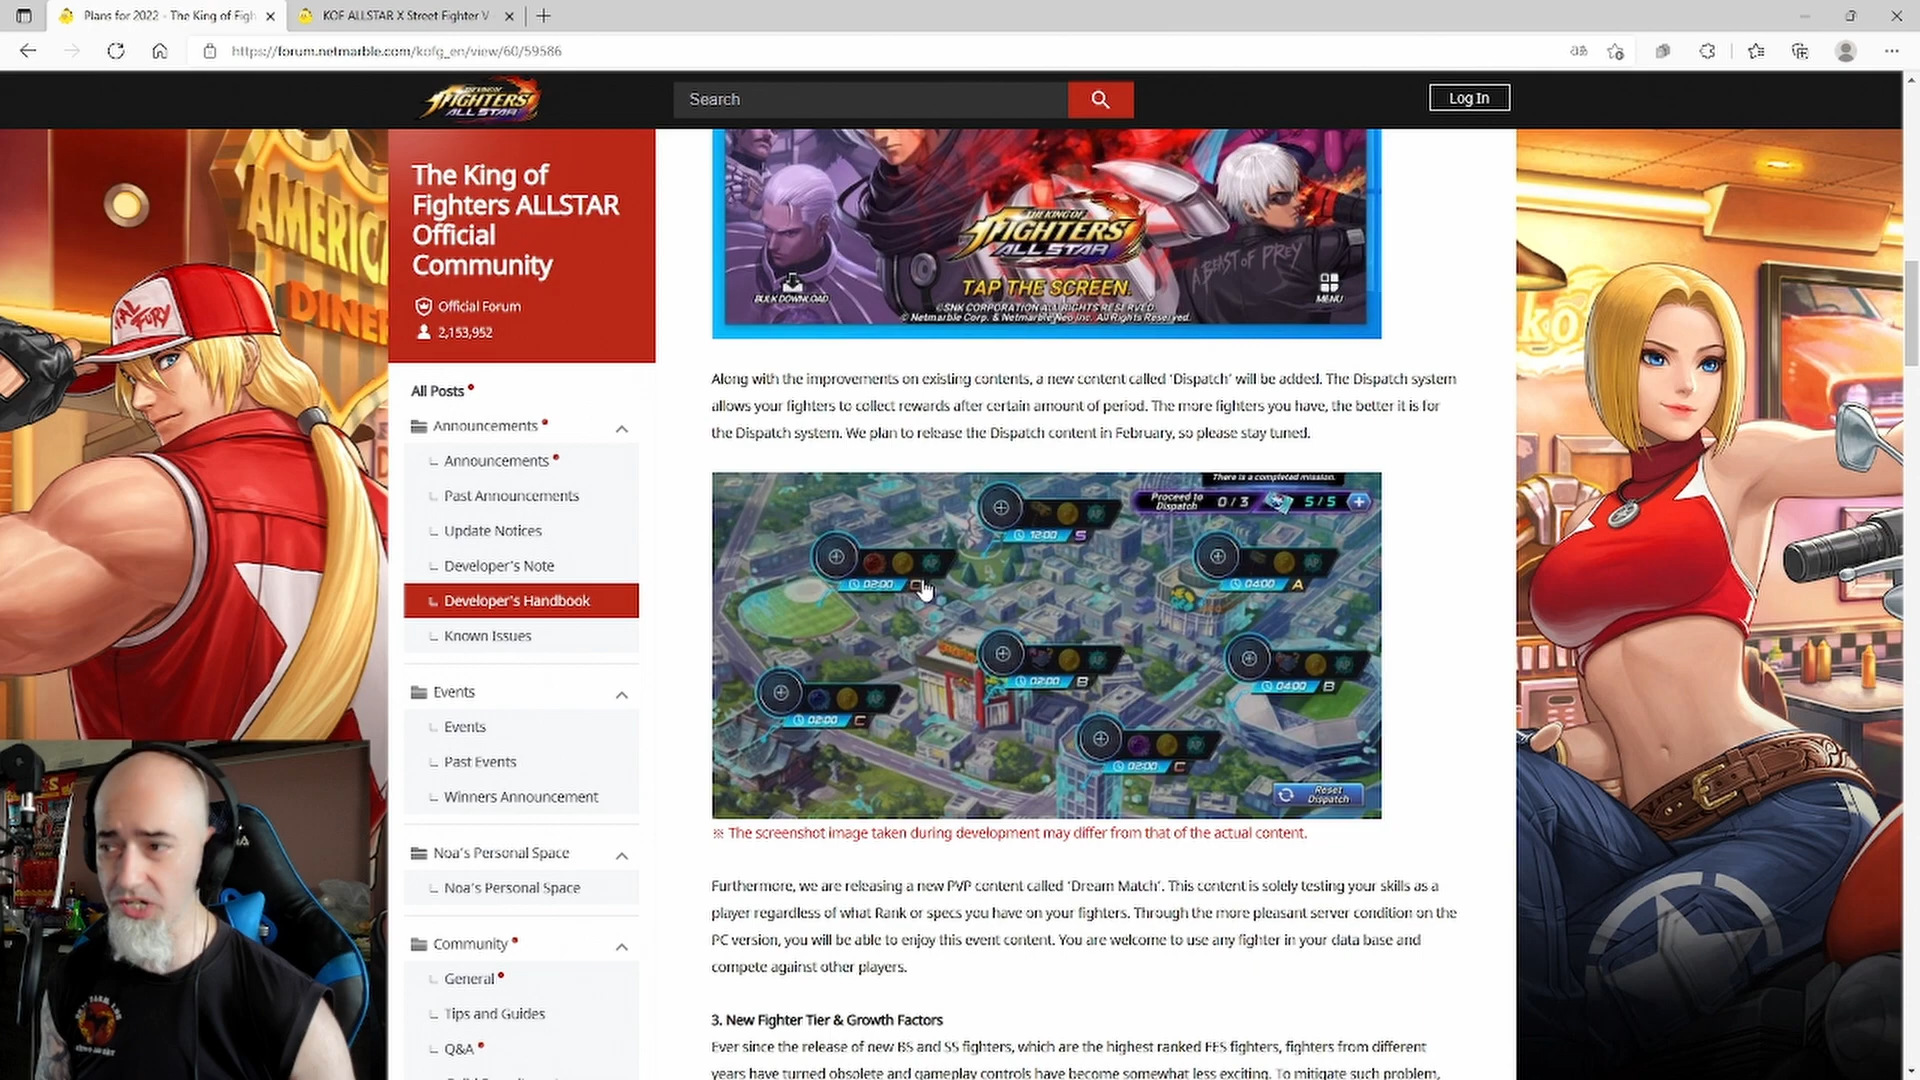 Plans for 2022 - The King of Figh
KOF ALLSTAR X Street Fighter V
https://forum.netmarble.com/kofg_en/view/60/59586
THE KING OF FIGHTERS ALL STAR
Search
Log In
AMERICA
DINER
FATAL FURY
The King of
Fighters ALLSTAR
Official
Community
Official Forum
2,153,952
All Posts
Announcements
Announcements
Past Announcements
Update Notices
Developer's Note
Developer's Handbook
Known Issues
Events
Events
Past Events
Winners Announcement
Noa's Personal Space
Noa's Personal Space
Community
General
Tips and Guides
Q&A
THE KING OF
FIGHTERS
ALL STAR
A BEAST OF PREY
BULK DOWNLOAD
TAP THE SCREEN.
MENU
©SNK CORPORATION ALL RIGHTS RESERVED.
© Netmarble Corp. & Netmarble Neo Inc. All Rights Reserved.
Along with the improvements on existing contents, a new content called 'Dispatch' will be added. The Dispatch system
allows your fighters to collect rewards after certain amount of period. The more fighters you have, the better it is for
the Dispatch system. We plan to release the Dispatch content in February, so please stay tuned.
There is a completed mission.
Proceed to
Dispatch 0 / 3 5 / 5
12:00 S
02:00
04:00 A
02:00 B
04:00 B
02:00 C
02:00 C
Reset
Dispatch
※ The screenshot image taken during development may differ from that of the actual content.
Furthermore, we are releasing a new PVP content called 'Dream Match'. This content is solely testing your skills as a
player regardless of what Rank or specs you have on your fighters. Through the more pleasant server condition on the
PC version, you will be able to enjoy this event content. You are welcome to use any fighter in your data base and
compete against other players.
3. New Fighter Tier & Growth Factors
Ever since the release of new BS and SS fighters, which are the highest ranked FES fighters, fighters from different
years have turned obsolete and gameplay controls have become somewhat less exciting. To mitigate such problem,